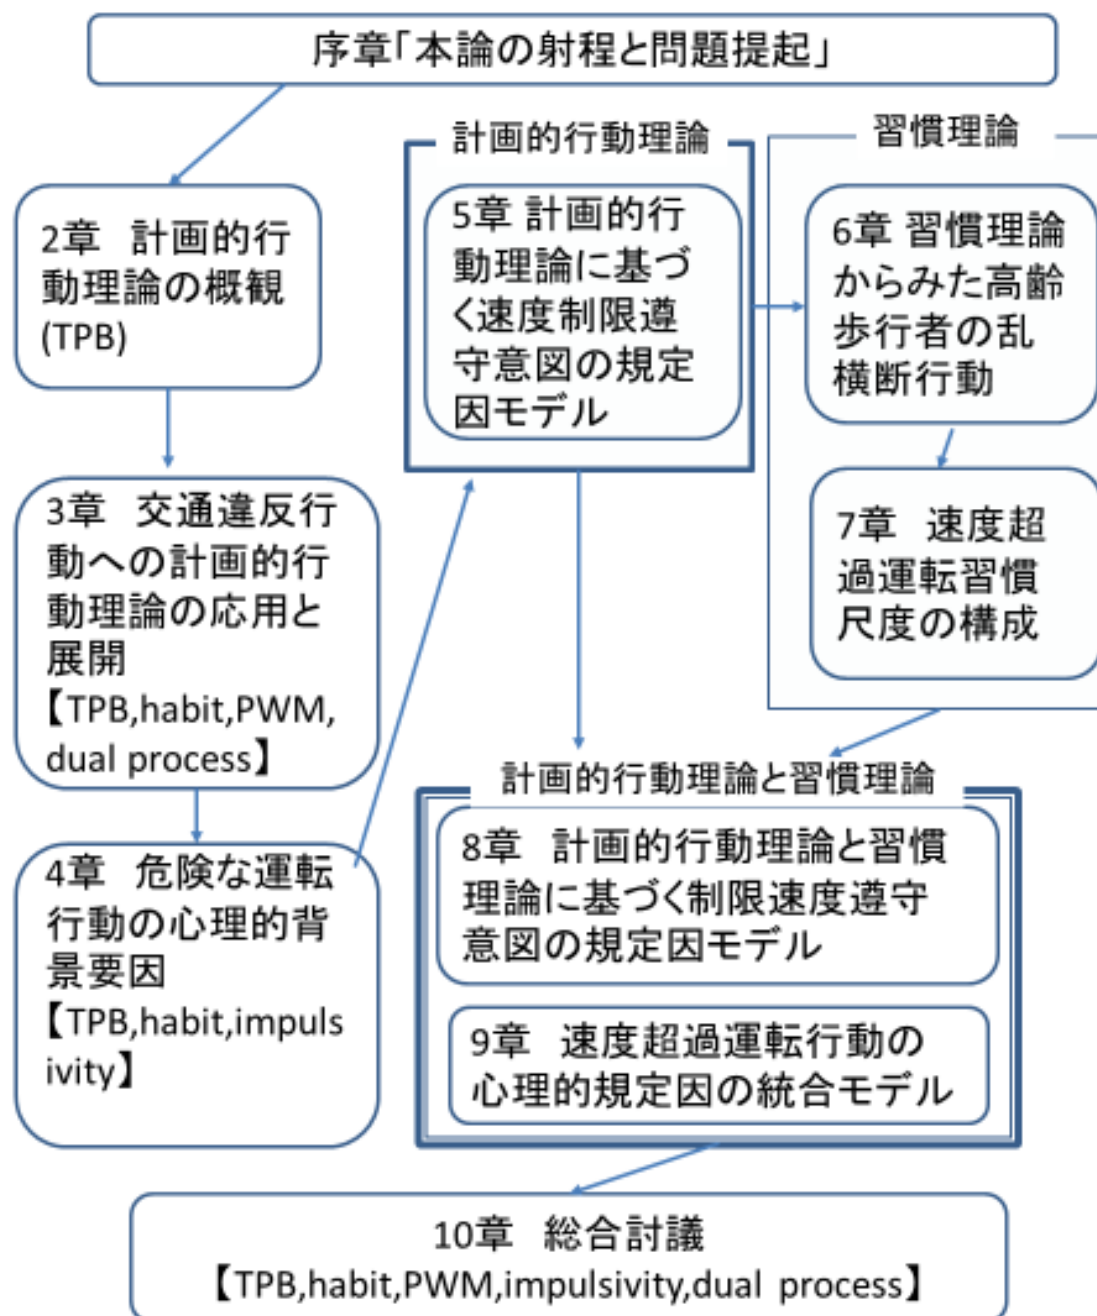 序章「本論の射程と問題提起」
2章 計画的行
動理論の概観
(TPB)
3章 交通違反行
動への計画的行
動理論の応用と
展開
【TPB,habit,PWM,
dual process】
4章 危険な運転
行動の心理的背
景要因
【TPB,habit,impuls
ivity】
計画的行動理論
5章 計画的行
動理論に基づ
く速度制限遵
守意図の規定
因モデル
習慣理論
6章 習慣理論
からみた高齢
歩行者の乱
横断行動
7章 速度超
過運転習慣
尺度の構成
計画的行動理論と習慣理論
8章 計画的行動理論と習慣
理論に基づく制限速度遵守
意図の規定因モデル
9章 速度超過運転行動の
心理的規定因の統合モデル
10章 総合討議
【TPB,habit,PWM,impulsivity,dual process】